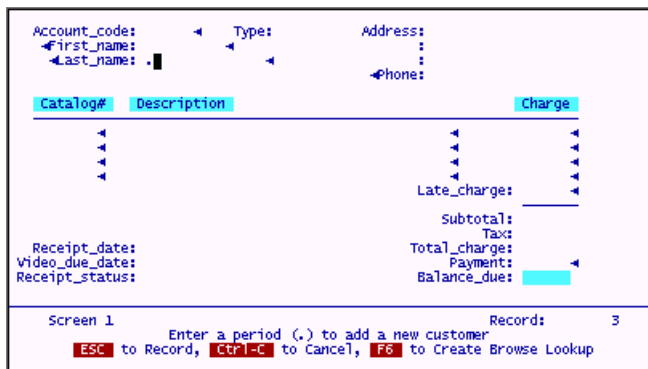 Account_code: Type: Address:
First_name: :
Last_name: . :
Phone:
Catalog# Description Charge
Late_charge:
Subtotal:
Tax:
Receipt_date: Total_charge:
Video_due_date: Payment:
Receipt_status: Balance_due:
Screen 1 Record: 3
Enter a period (.) to add a new customer
ESC to Record, Ctrl-C to Cancel, F6 to Create Browse Lookup